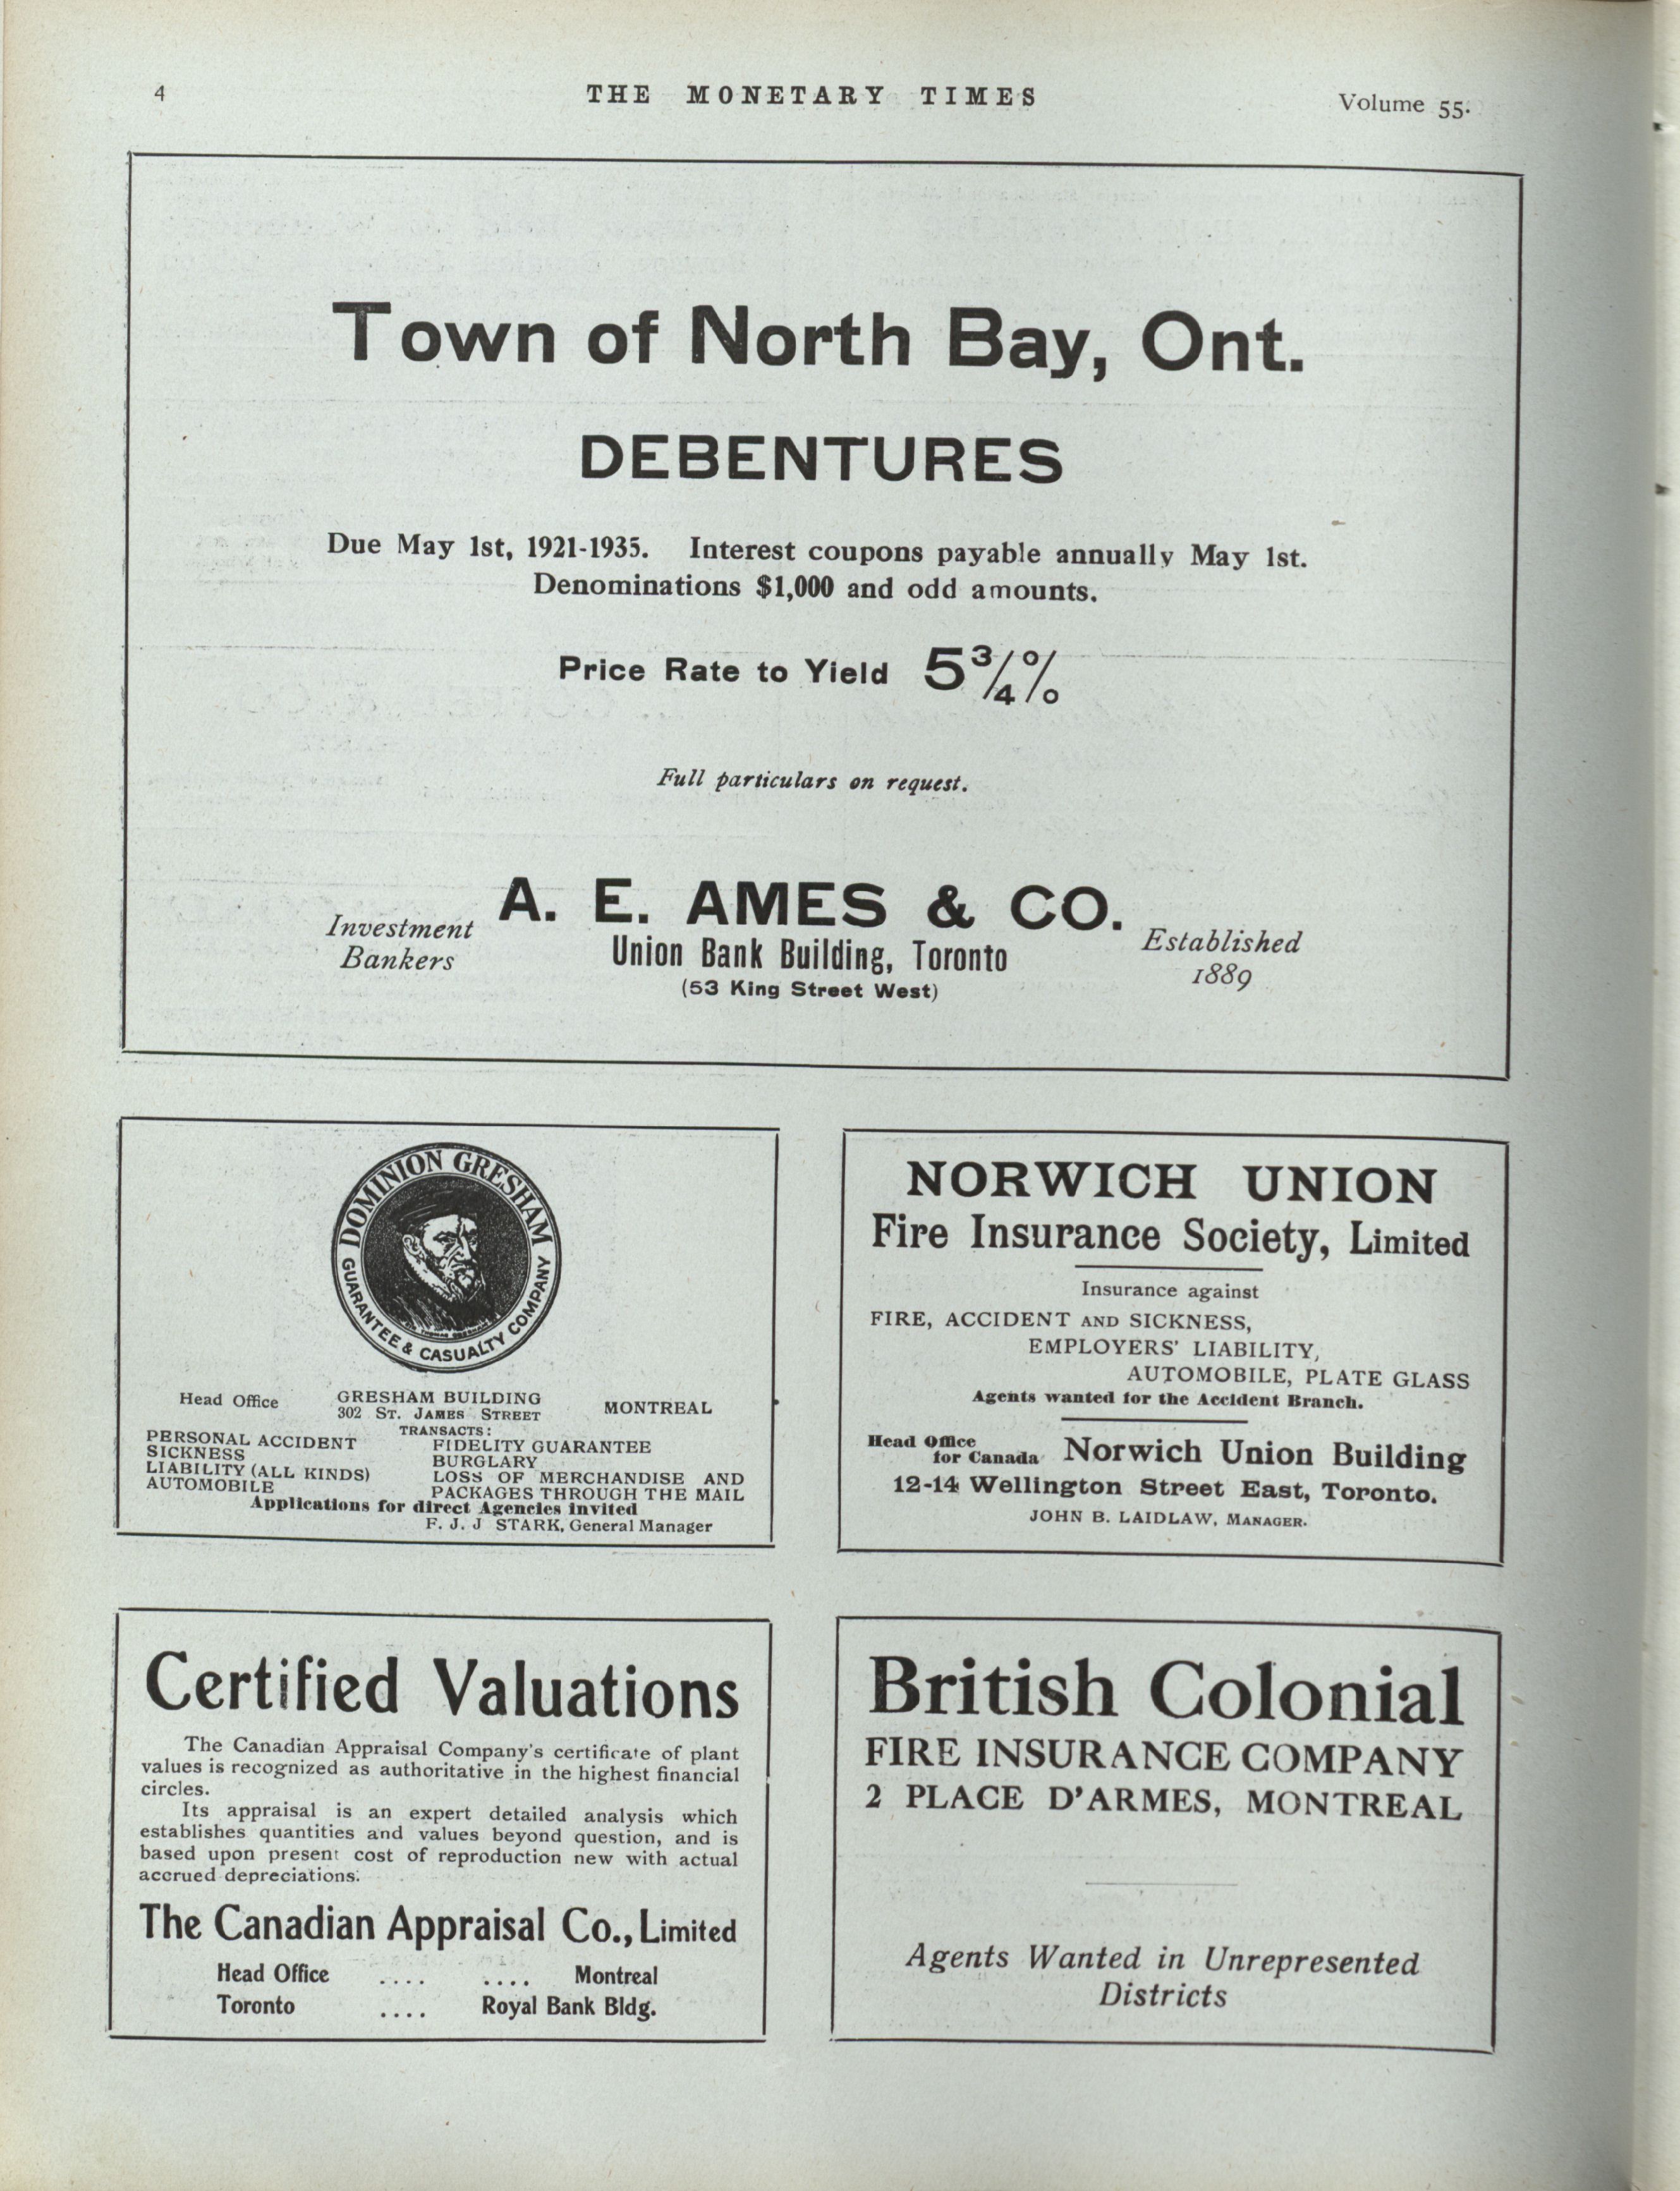 4
THE MONETARY TIMES
Volume 55.
Town of North Bay, Ont.
DEBENTURES
Due May 1st, 1921-1935. Interest coupons payable annually May 1st.
Denominations $1,000 and odd amounts.
Price Rate to Yield 5¾%
Full particulars on request.
Investment
Bankers
A. E. AMES & CO.
Union Bank Building, Toronto
(53 King Street West)
Established
1889
DOMINION GRESHAM
GUARANTEE & CASUALTY COMPANY
SIR THOMAS GRESHAM
Head Office
GRESHAM BUILDING
302 ST. JAMES STREET
MONTREAL
TRANSACTS:
PERSONAL ACCIDENT
SICKNESS
LIABILITY (ALL KINDS)
AUTOMOBILE
FIDELITY GUARANTEE
BURGLARY
LOSS OF MERCHANDISE AND
PACKAGES THROUGH THE MAIL
Applications for direct Agencies invited
F. J. J STARK, General Manager
NORWICH UNION
Fire Insurance Society, Limited
Insurance against
FIRE, ACCIDENT AND SICKNESS,
EMPLOYERS' LIABILITY,
AUTOMOBILE, PLATE GLASS
Agents wanted for the Accident Branch.
Head Office
for Canada
Norwich Union Building
12-14 Wellington Street East, Toronto.
JOHN B. LAIDLAW, MANAGER.
Certified Valuations
The Canadian Appraisal Company's certificate of plant
values is recognized as authoritative in the highest financial
circles.
Its appraisal is an expert detailed analysis which
establishes quantities and values beyond question, and is
based upon present cost of reproduction new with actual
accrued depreciations.
The Canadian Appraisal Co., Limited
Head Office .... .... Montreal
Toronto .... Royal Bank Bldg.
British Colonial
FIRE INSURANCE COMPANY
2 PLACE D'ARMES, MONTREAL
Agents Wanted in Unrepresented
Districts